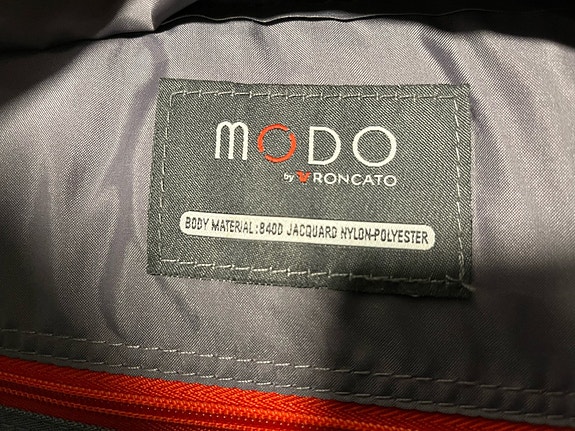 MODO
by RONCATO
BODY MATERIAL:840D JACQUARD NYLON-POLYESTER